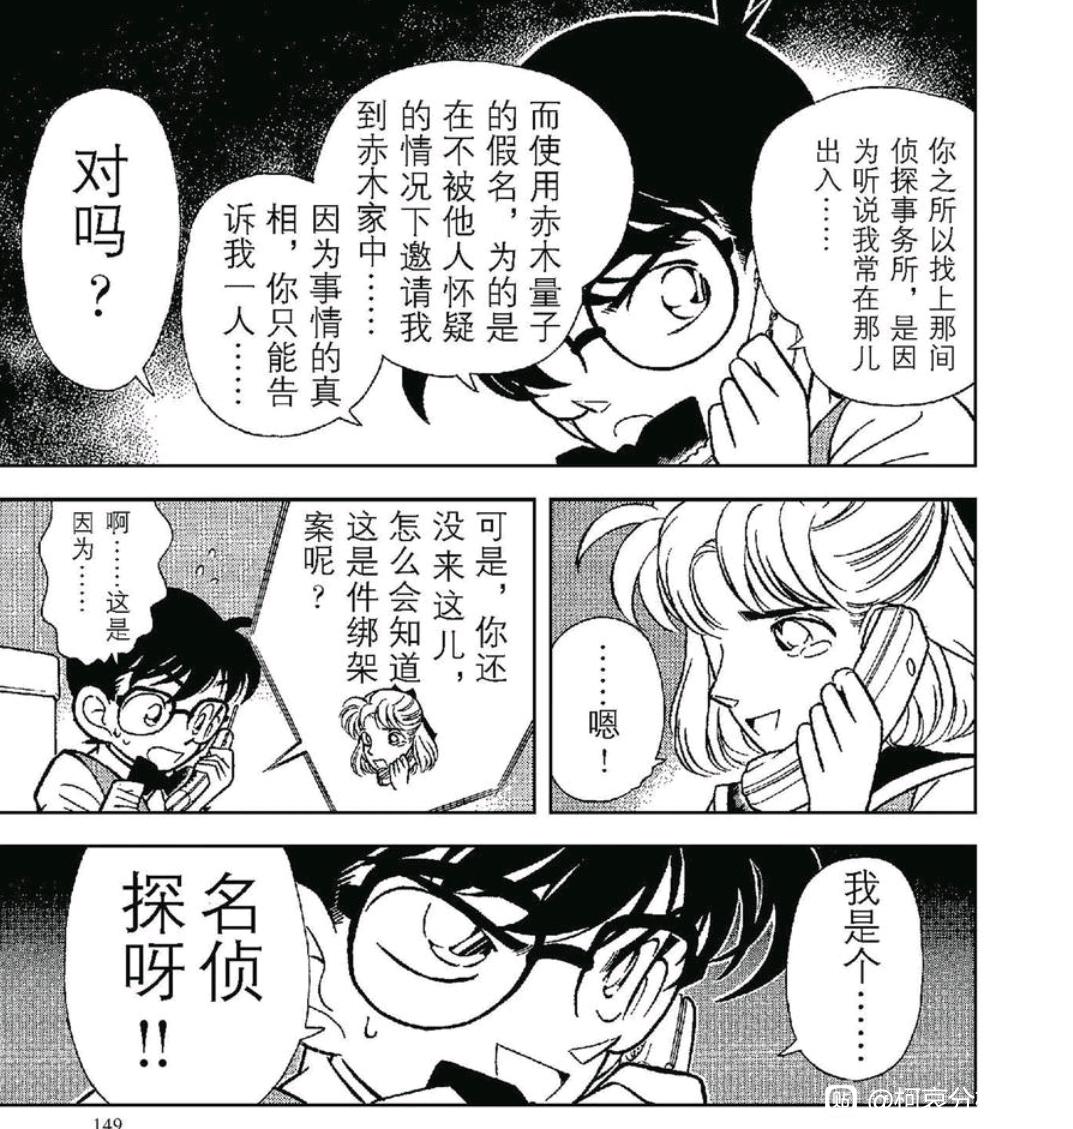 你之所以找上那间
侦探事务所，是因
为听说我常在那儿
出入……
而使用赤木量子
的假名，为的是
在不被他人怀疑
的情况下邀请我
到赤木家中……
因为事情的真
相，你只能告
诉我一人……
对
吗？
……嗯！
可是，你还
没来这儿，
怎么会知道
这是件绑架
案呢？
啊……这是
因为……
我是个……
名侦
探呀!!
149
贴 @柯哀分